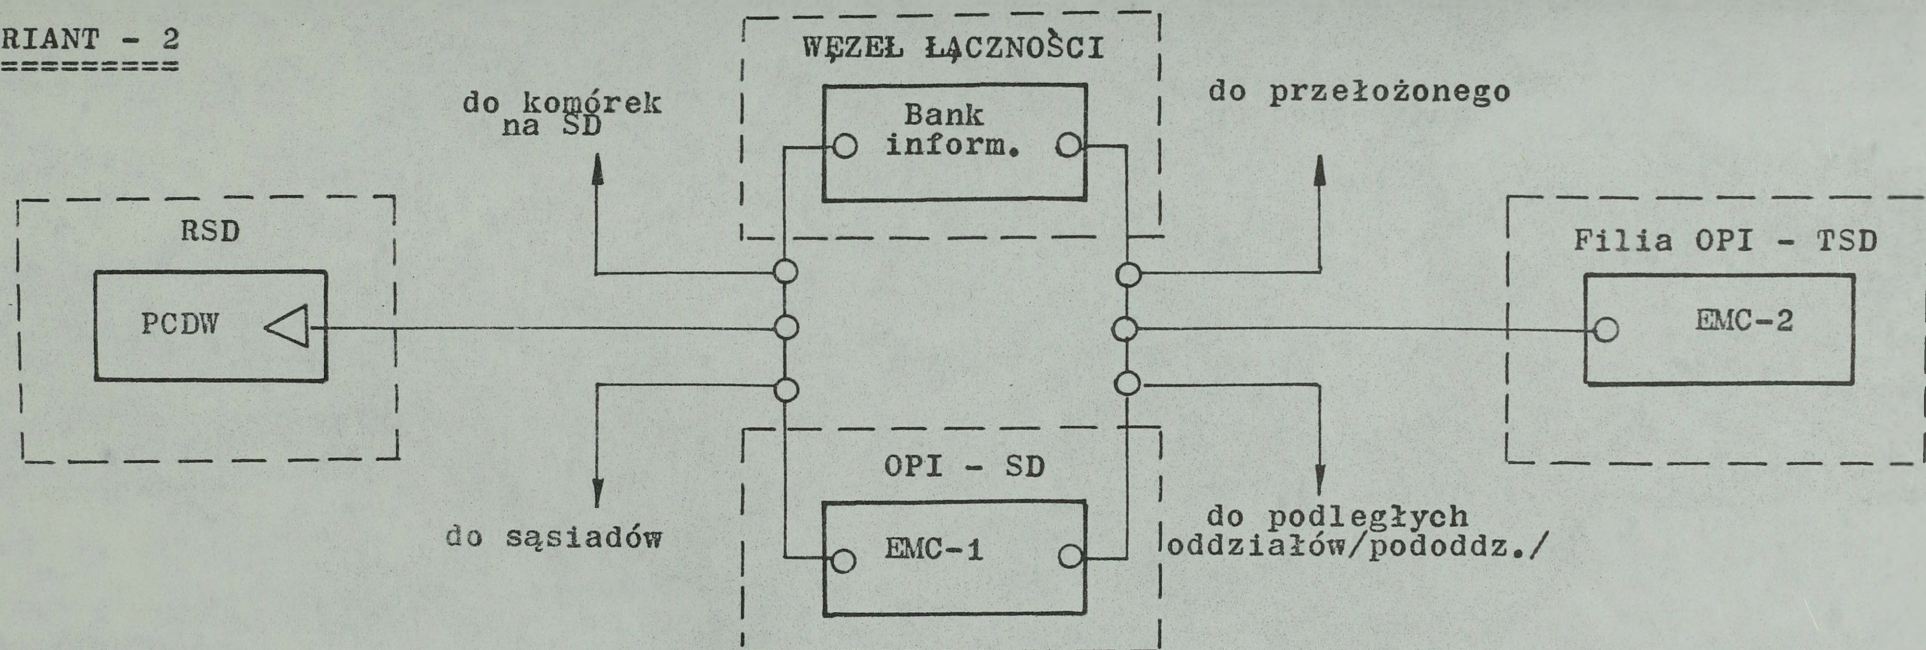 RIANT - 2
WĘZEŁ ŁĄCZNOŚCI
do komórek
na SD
Bank
inform.
do przełożonego
RSD
PCDW
Filia OPI - TSD
EMC-2
OPI - SD
EMC-1
do sąsiadów
do podległych
oddziałów/pododdz./